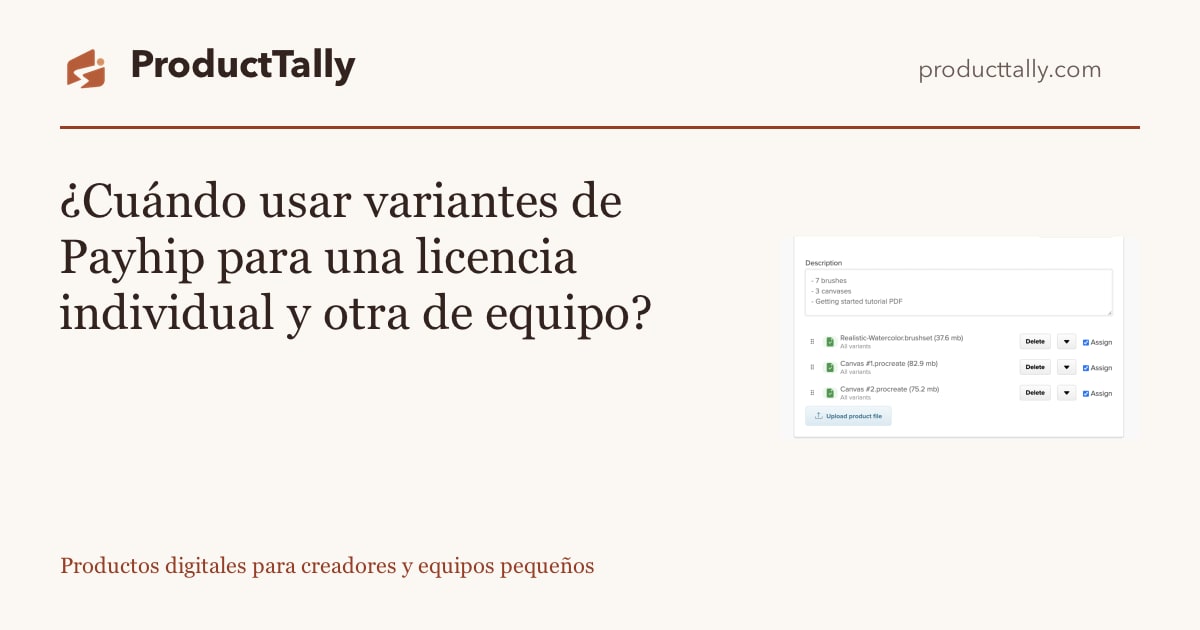 ProductTally
producttally.com
¿Cuándo usar variantes de
Payhip para una licencia
individual y otra de equipo?
Description
- 7 brushes
- 3 canvases
- Getting started tutorial PDF
Realistic-Watercolor.brushset (37.6 mb)
All variants
Delete
Assign
Canvas #1.procreate (82.9 mb)
All variants
Delete
Assign
Canvas #2.procreate (75.2 mb)
All variants
Delete
Assign
Upload product file
Productos digitales para creadores y equipos pequeños